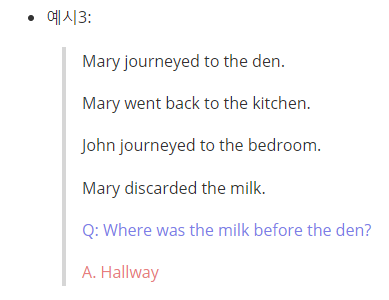 예시3:
Mary journeyed to the den.
Mary went back to the kitchen.
John journeyed to the bedroom.
Mary discarded the milk.
Q: Where was the milk before the den?
A. Hallway